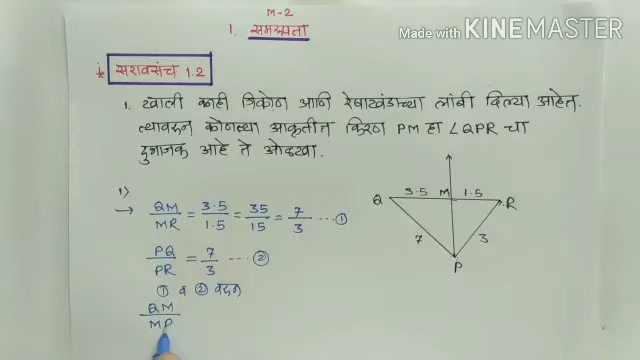 M-2
1. समरूपता
Made with KINEMASTER
* सरावसंच 1.2
1. खाली काही त्रिकोण आणि रेषाखंडाच्या लांबी दिल्या आहेत.
त्यावरून कोणत्या आकृतीत किरण PM हा ∠QPR चा
दुभाजक आहे ते ओळखा.
1)
→ QM/MR = 3.5/1.5 = 35/15 = 7/3 ... ①
PQ/PR = 7/3 ... ②
① व ② वरून
QM/MP
Q 3.5 M 1.5 R
7 3
P